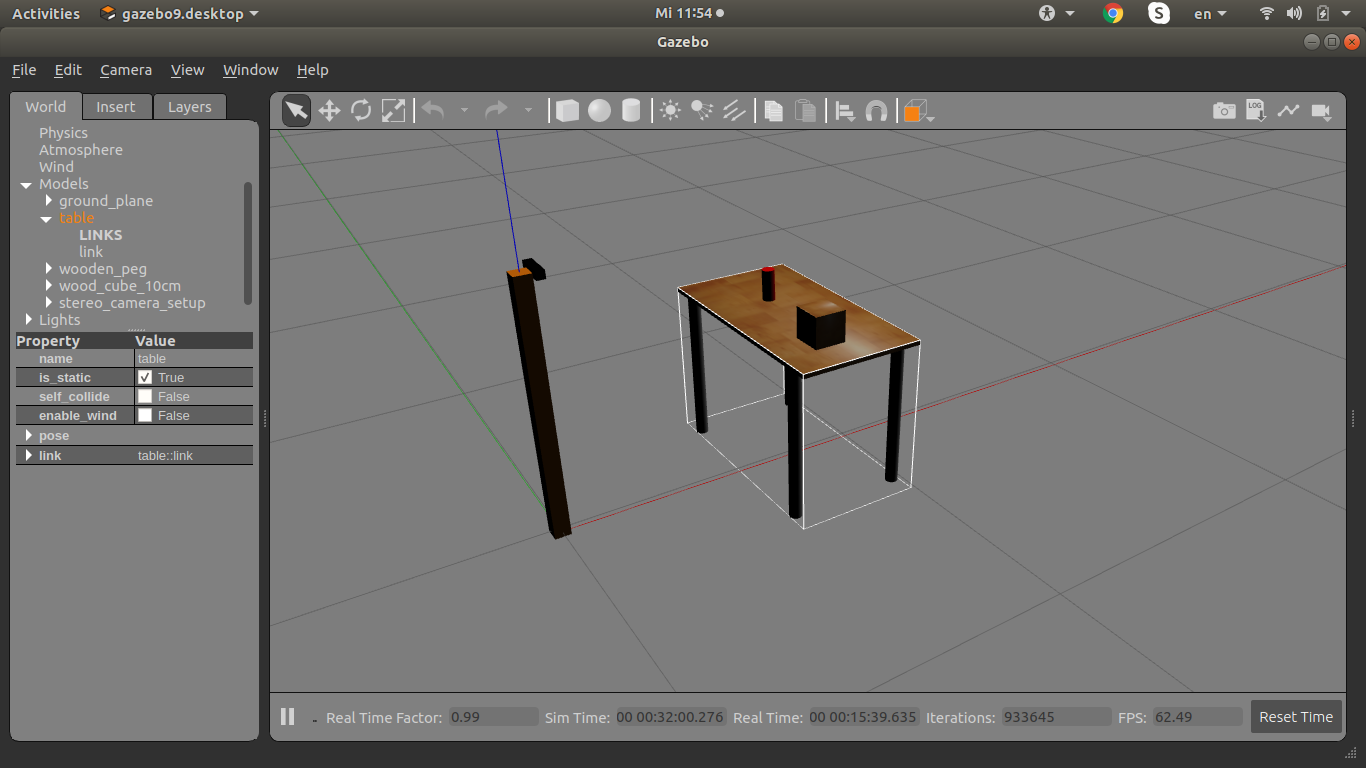 Activities gazebo9.desktop Mi 11:54 S en
Gazebo
File Edit Camera View Window Help
World Insert Layers
LOG
Physics
Atmosphere
Wind
Models
ground_plane
table
LINKS
link
wooden_peg
wood_cube_10cm
stereo_camera_setup
Lights
Property Value
name table
is_static True
self_collide False
enable_wind False
pose
link table::link
Real Time Factor: 0.99 Sim Time: 00 00:32:00.276 Real Time: 00 00:15:39.635 Iterations: 933645 FPS: 62.49 Reset Time